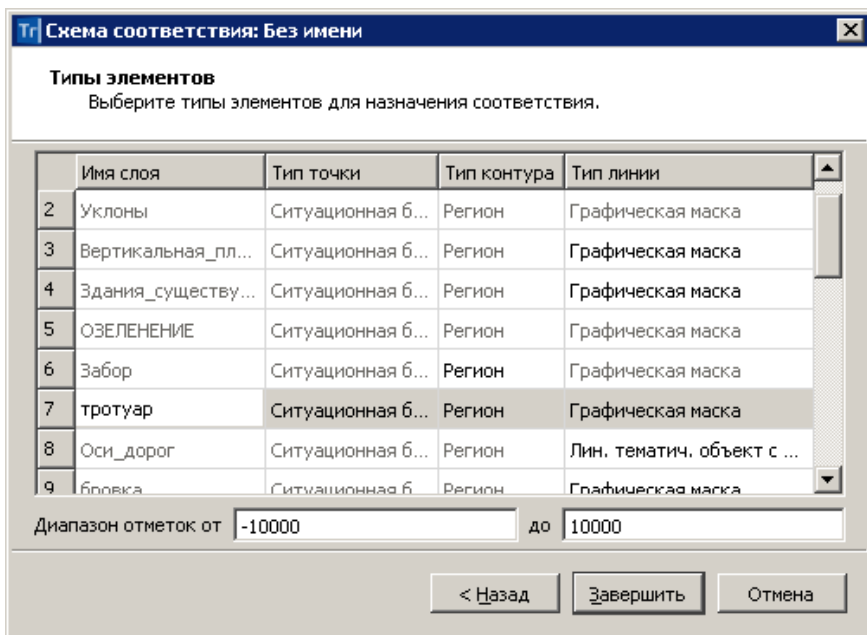 Tr Схема соответствия: Без имени
Типы элементов
Выберите типы элементов для назначения соответствия.
Имя слоя Тип точки Тип контура Тип линии
2 Уклоны Ситуационная б... Регион Графическая маска
3 Вертикальная_пл... Ситуационная б... Регион Графическая маска
4 Здания_существу... Ситуационная б... Регион Графическая маска
5 ОЗЕЛЕНЕНИЕ Ситуационная б... Регион Графическая маска
6 Забор Ситуационная б... Регион Графическая маска
7 тротуар Ситуационная б... Регион Графическая маска
8 Оси_дорог Ситуационная б... Регион Лин. тематич. объект с ...
9 бровка Ситуационная б Регион Графическая маска
Диапазон отметок от -10000 до 10000
< Назад Завершить Отмена